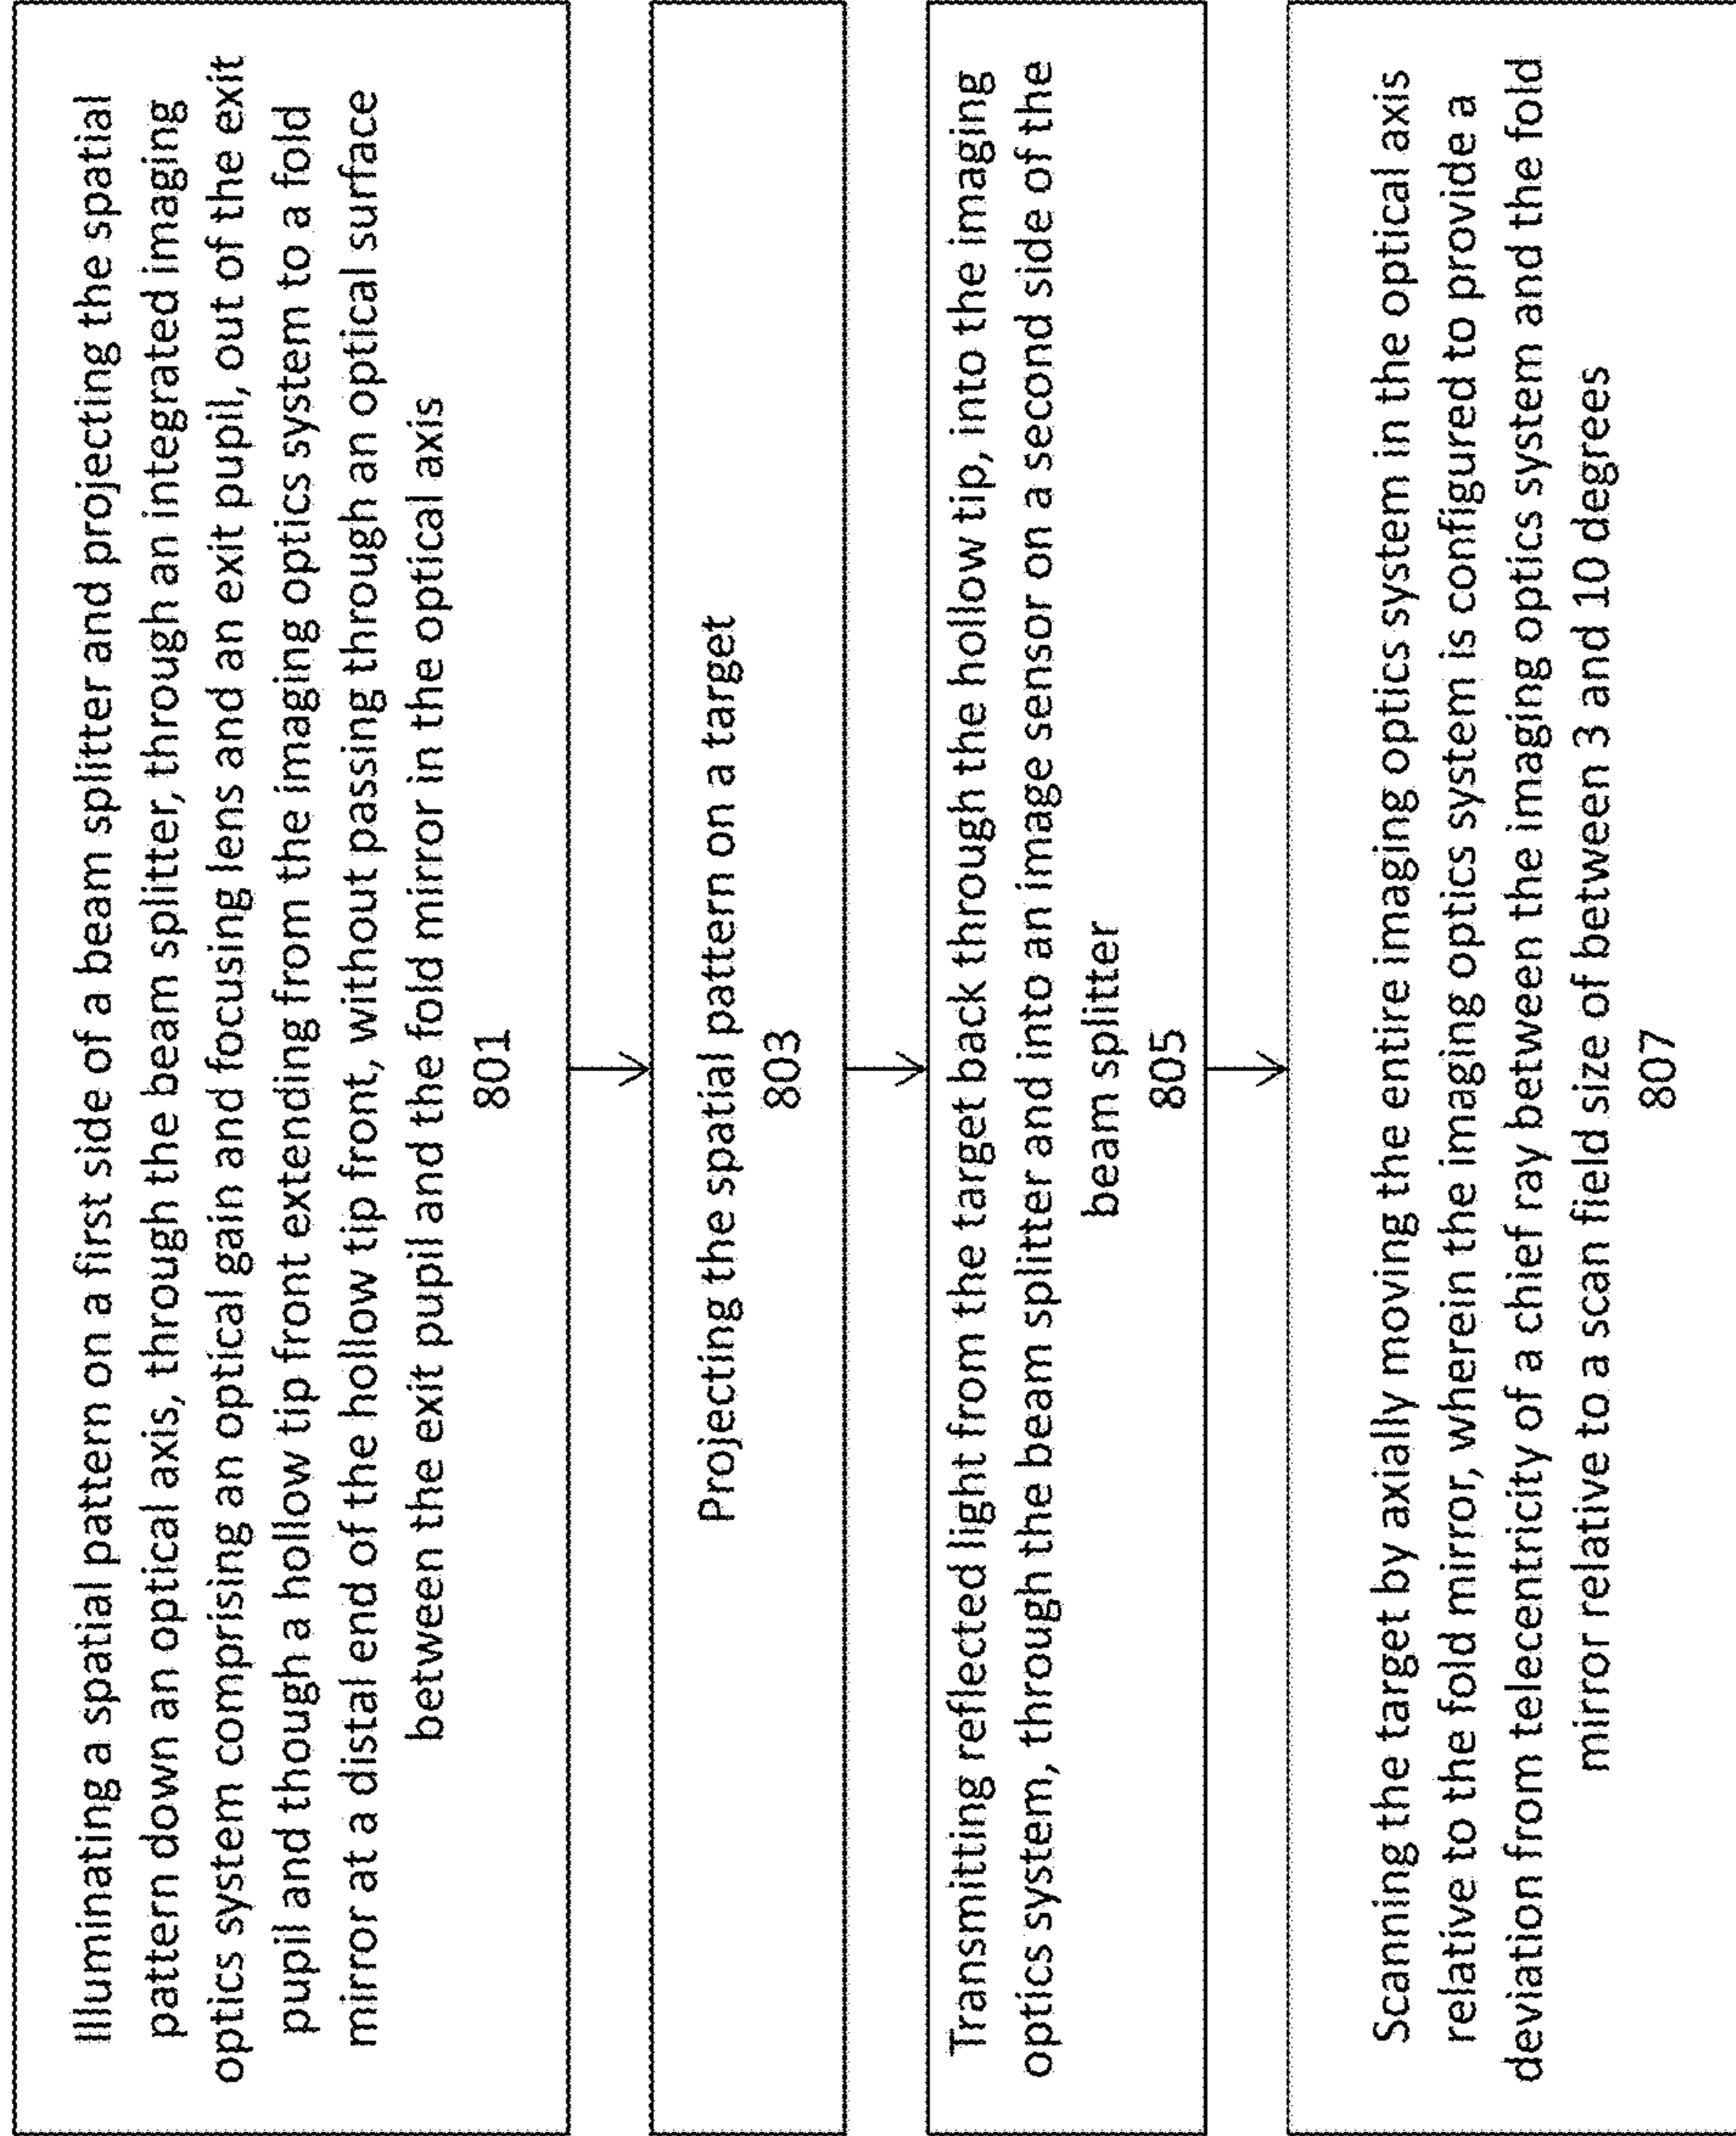 Illuminating a spatial pattern on a first side of a beam splitter and projecting the spatial
pattern down an optical axis, through the beam splitter, through an integrated imaging
optics system comprising an optical gain and focusing lens and an exit pupil, out of the exit
pupil and though a hollow tip front extending from the imaging optics system to a fold
mirror at a distal end of the hollow tip front, without passing through an optical surface
between the exit pupil and the fold mirror in the optical axis
801
Projecting the spatial pattern on a target
803
Transmitting reflected light from the target back through the hollow tip, into the imaging
optics system, through the beam splitter and into an image sensor on a second side of the
beam splitter
805
Scanning the target by axially moving the entire imaging optics system in the optical axis
relative to the fold mirror, wherein the imaging optics system is configured to provide a
deviation from telecentricity of a chief ray between the imaging optics system and the fold
mirror relative to a scan field size of between 3 and 10 degrees
807